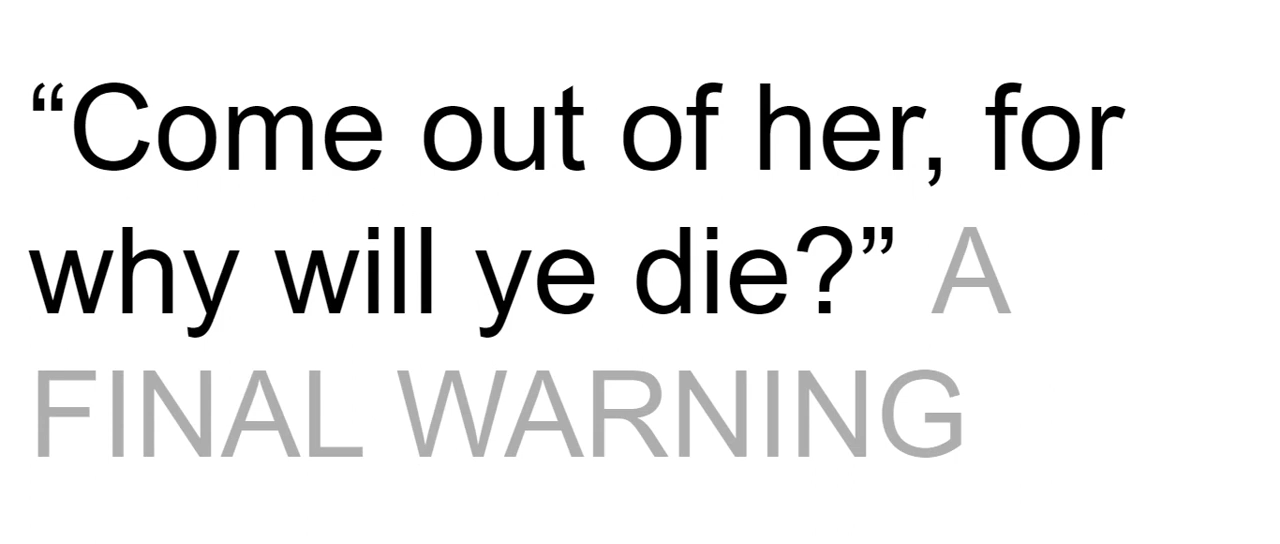 “Come out of her, for
why will ye die?” A
FINAL WARNING